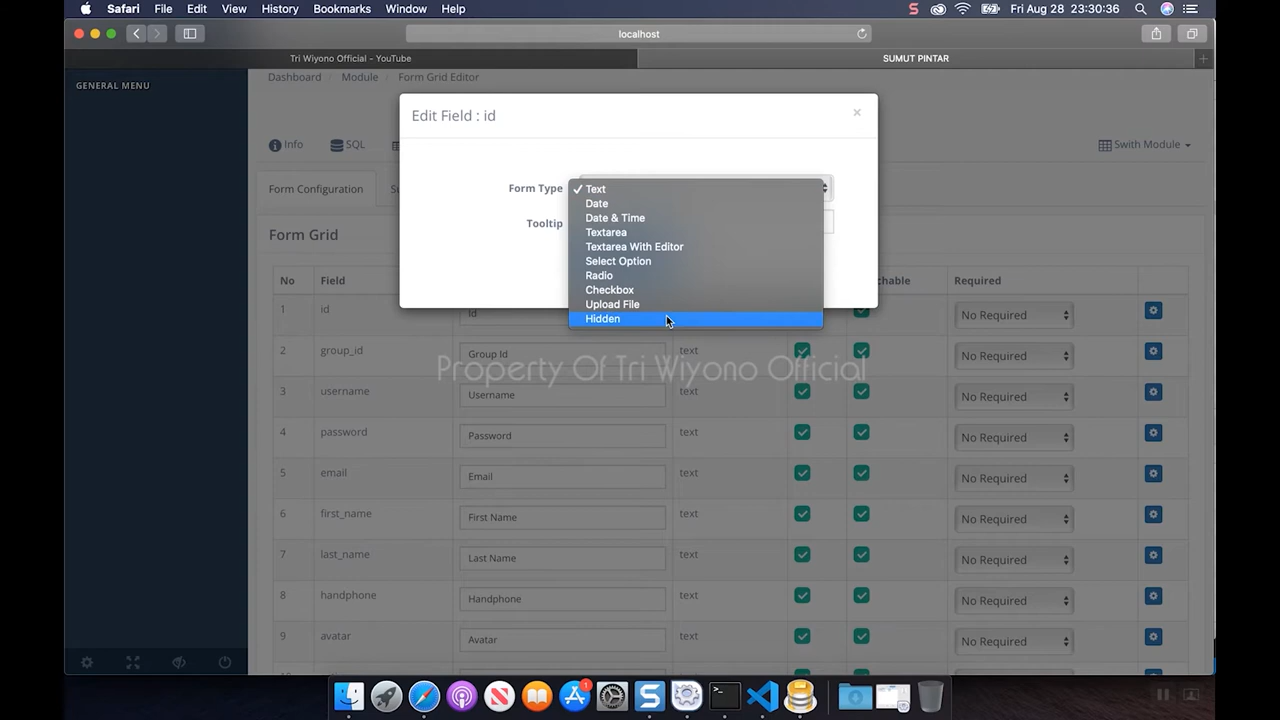 Safari File Edit View History Bookmarks Window Help Fri Aug 28 23:30:36
localhost
Tri Wiyono Official - YouTube SUMUT PINTAR
GENERAL MENU
Dashboard / Module / Form Grid Editor
Edit Field : id ×
Info SQL Swith Module
Form Configuration Su
Form Type
✓ Text
Date
Date & Time
Textarea
Textarea With Editor
Select Option
Radio
Checkbox
Upload File
Hidden
Tooltip
Form Grid
No Field chable Required
1 id Id No Required
2 group_id Group Id text No Required
Property Of Tri Wiyono Official
3 username Username text No Required
4 password Password text No Required
5 email Email text No Required
6 first_name First Name text No Required
7 last_name Last Name text No Required
8 handphone Handphone text No Required
9 avatar Avatar text No Required